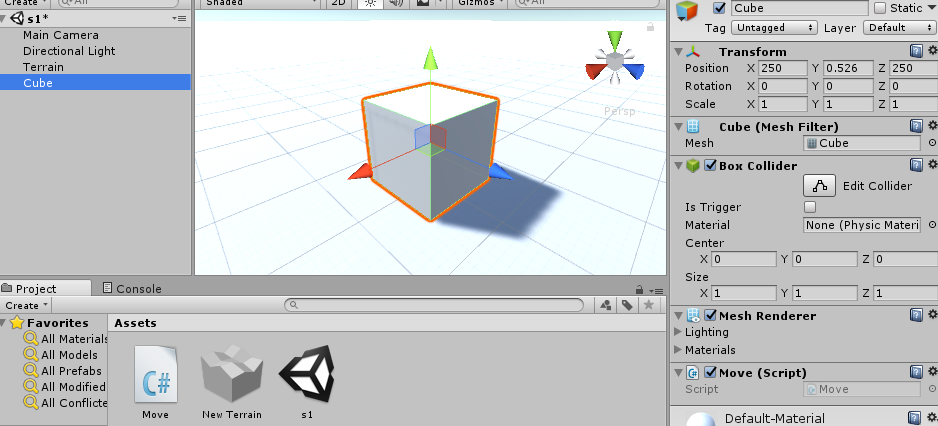 Create All
s1*
Main Camera
Directional Light
Terrain
Cube
Shaded 2D Gizmos All
Persp
Project Console
Create
Favorites
All Materials
All Models
All Prefabs
All Modified
All Conflicte
Assets
C#
Move New Terrain s1
Cube Static
Tag Untagged Layer Default
Transform
Position X 250 Y 0.526 Z 250
Rotation X 0 Y 0 Z 0
Scale X 1 Y 1 Z 1
Cube (Mesh Filter)
Mesh Cube
Box Collider
Edit Collider
Is Trigger
Material None (Physic Materi
Center
X 0 Y 0 Z 0
Size
X 1 Y 1 Z 1
Mesh Renderer
Lighting
Materials
Move (Script)
Script Move
Default-Material